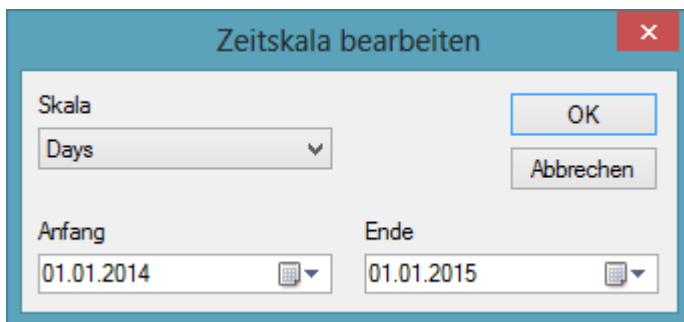 Zeitskala bearbeiten
Skala
Days
OK
Abbrechen
Anfang
Ende
01.01.2014
01.01.2015